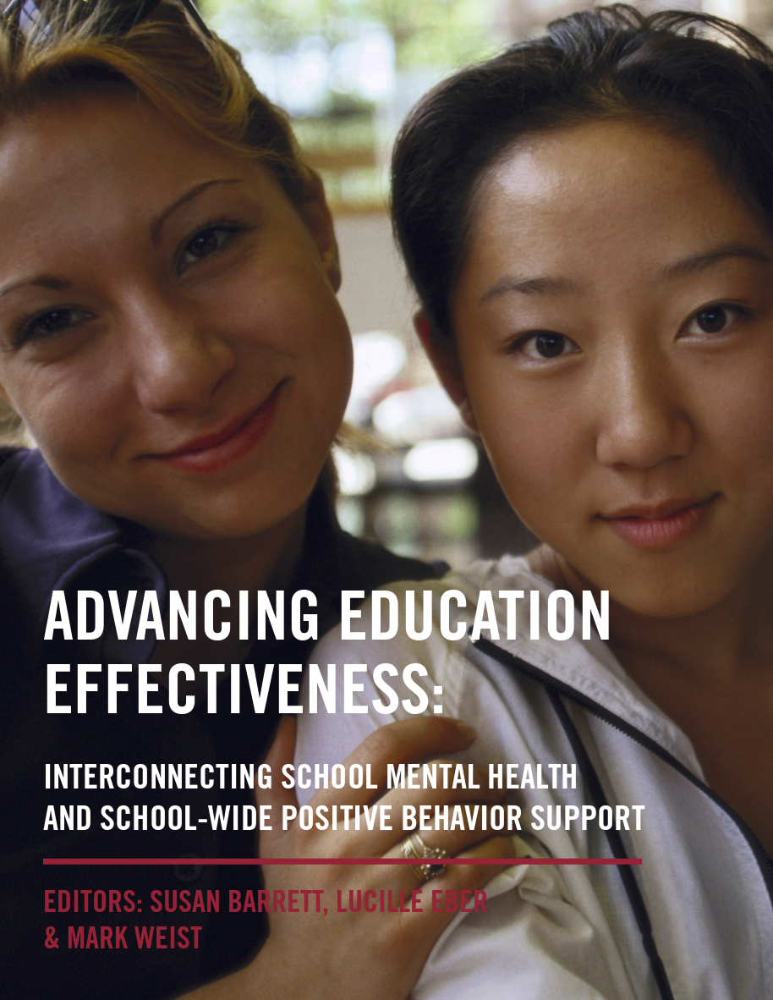 ADVANCING EDUCATION
EFFECTIVENESS:
INTERCONNECTING SCHOOL MENTAL HEALTH
AND SCHOOL-WIDE POSITIVE BEHAVIOR SUPPORT
EDITORS: SUSAN BARRETT, LUCILLE EBER
& MARK WEIST